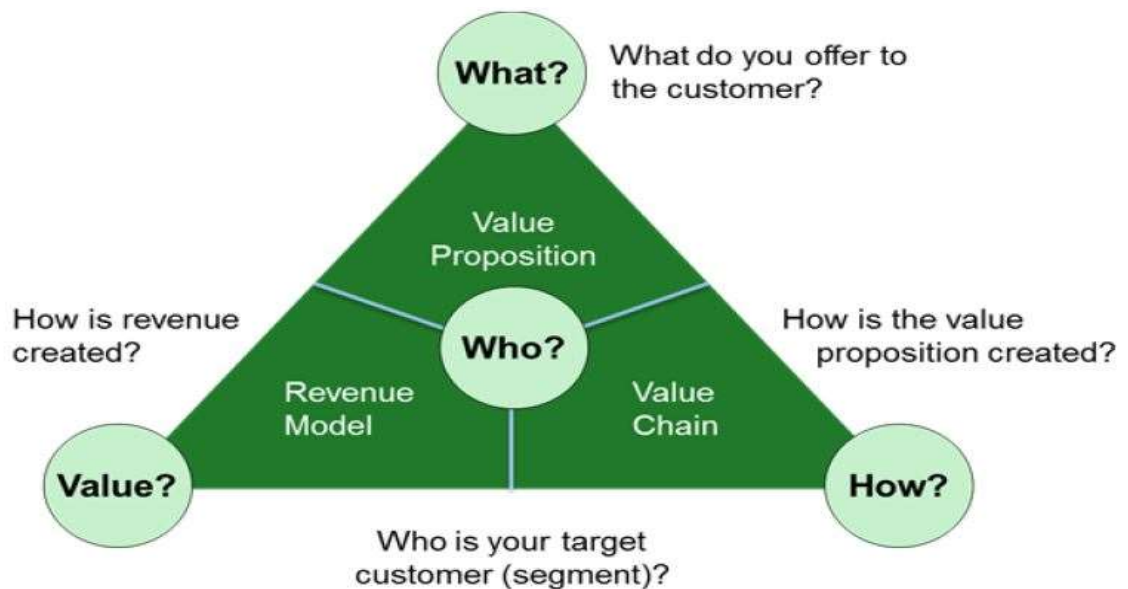 What?
What do you offer to
the customer?
Value
Proposition
How is revenue
created?
Who?
How is the value
proposition created?
Revenue
Model
Value
Chain
Value?
How?
Who is your target
customer (segment)?